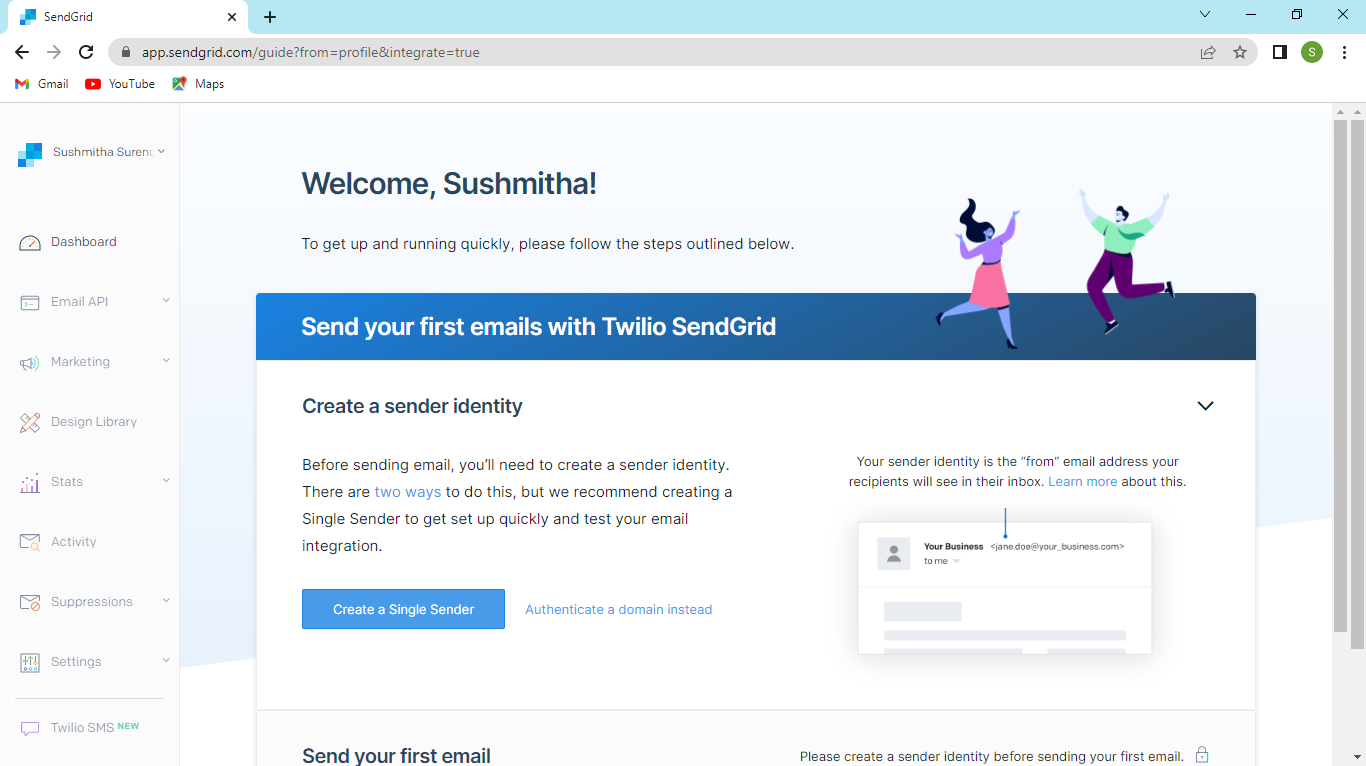 SendGrid
app.sendgrid.com/guide?from=profile&integrate=true
S
Gmail
YouTube
Maps
Sushmitha Surenc
Dashboard
Email API
Marketing
Design Library
Stats
Activity
Suppressions
Settings
Twilio SMS NEW
Welcome, Sushmitha!
To get up and running quickly, please follow the steps outlined below.
Send your first emails with Twilio SendGrid
Create a sender identity
Before sending email, you’ll need to create a sender identity.
There are two ways to do this, but we recommend creating a
Single Sender to get set up quickly and test your email
integration.
Create a Single Sender
Authenticate a domain instead
Your sender identity is the “from” email address your
recipients will see in their inbox. Learn more about this.
Your Business <jane.doe@your_business.com>
to me
Send your first email
Please create a sender identity before sending your first email.